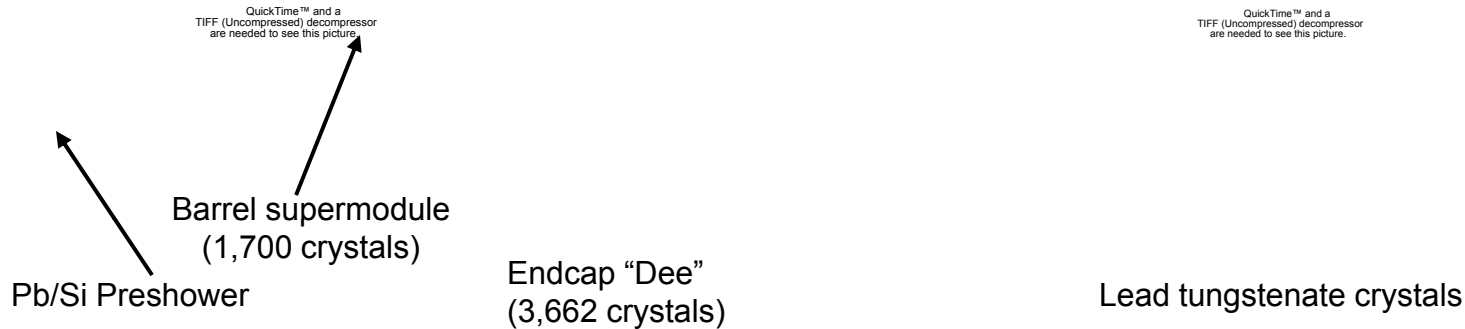 QuickTime™ and a
TIFF (Uncompressed) decompressor
are needed to see this picture.
QuickTime™ and a
TIFF (Uncompressed) decompressor
are needed to see this picture.
Barrel supermodule
(1,700 crystals)
Pb/Si Preshower
Endcap “Dee”
(3,662 crystals)
Lead tungstenate crystals